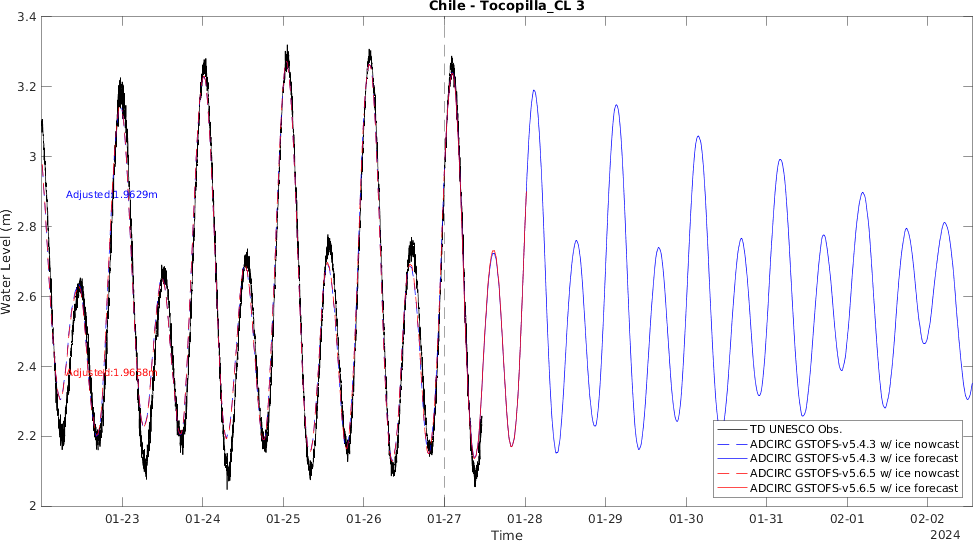 Chile - Tocopilla_CL 3
3.4
3.2
3
2.8
2.6
2.4
2.2
2
Water Level (m)
Adjusted:1.9629m
Adjusted:1.9668m
TD UNESCO Obs.
ADCIRC GSTOFS-v5.4.3 w/ ice nowcast
ADCIRC GSTOFS-v5.4.3 w/ ice forecast
ADCIRC GSTOFS-v5.6.5 w/ ice nowcast
ADCIRC GSTOFS-v5.6.5 w/ ice forecast
01-23 01-24 01-25 01-26 01-27 01-28 01-29 01-30 01-31 02-01 02-02
Time
2024